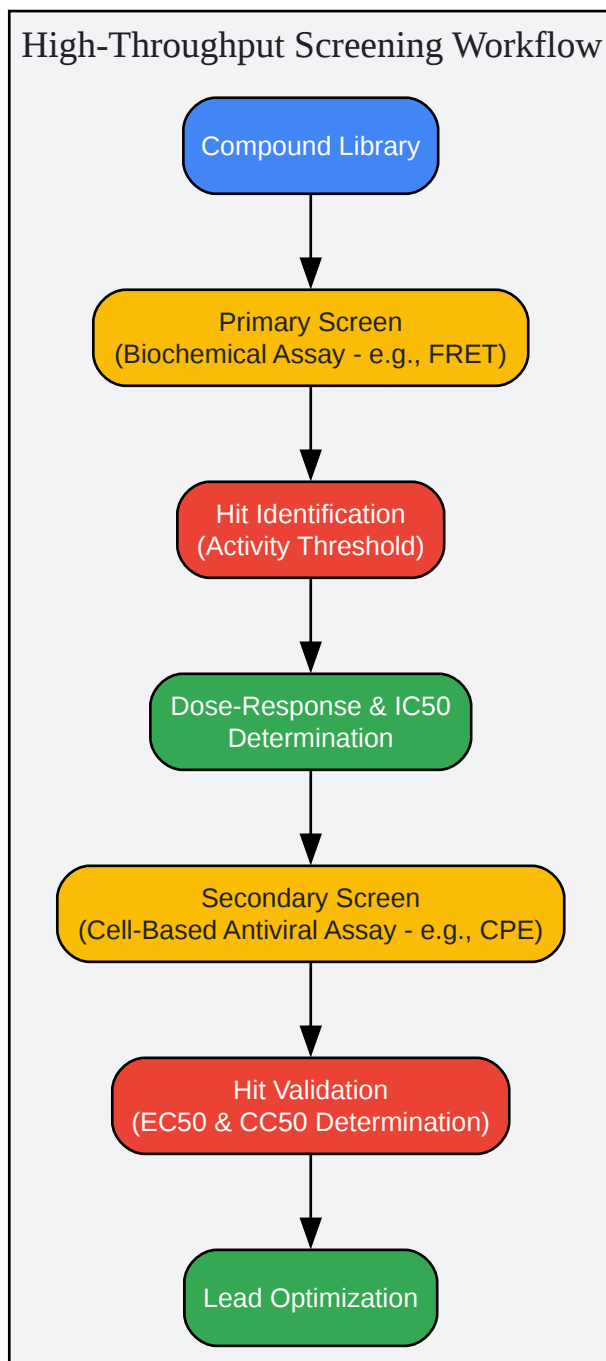 High-Throughput Screening Workflow
Compound Library
Primary Screen
(Biochemical Assay - e.g., FRET)
Hit Identification
(Activity Threshold)
Dose-Response & IC50
Determination
Secondary Screen
(Cell-Based Antiviral Assay - e.g., CPE)
Hit Validation
(EC50 & CC50 Determination)
Lead Optimization